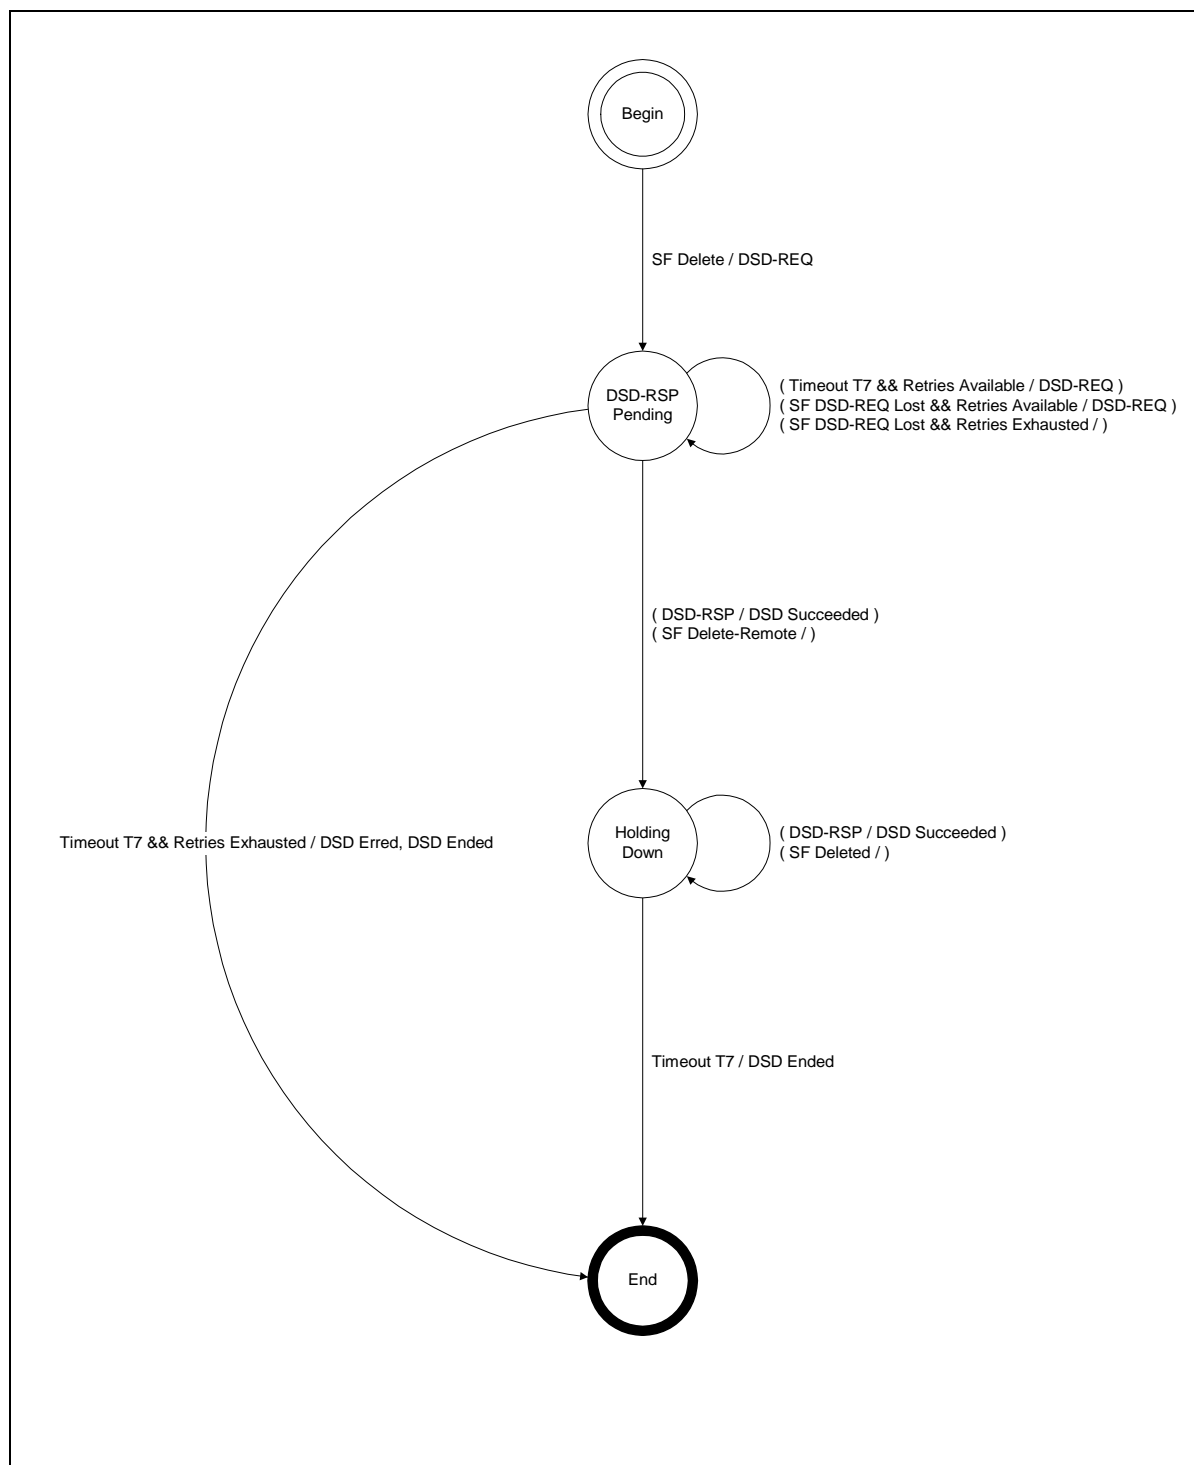 Begin
SF Delete / DSD-REQ
DSD-RSP
Pending
( Timeout T7 && Retries Available / DSD-REQ )
( SF DSD-REQ Lost && Retries Available / DSD-REQ )
( SF DSD-REQ Lost && Retries Exhausted / )
( DSD-RSP / DSD Succeeded )
( SF Delete-Remote / )
Timeout T7 && Retries Exhausted / DSD Erred, DSD Ended
Holding
Down
( DSD-RSP / DSD Succeeded )
( SF Deleted / )
Timeout T7 / DSD Ended
End